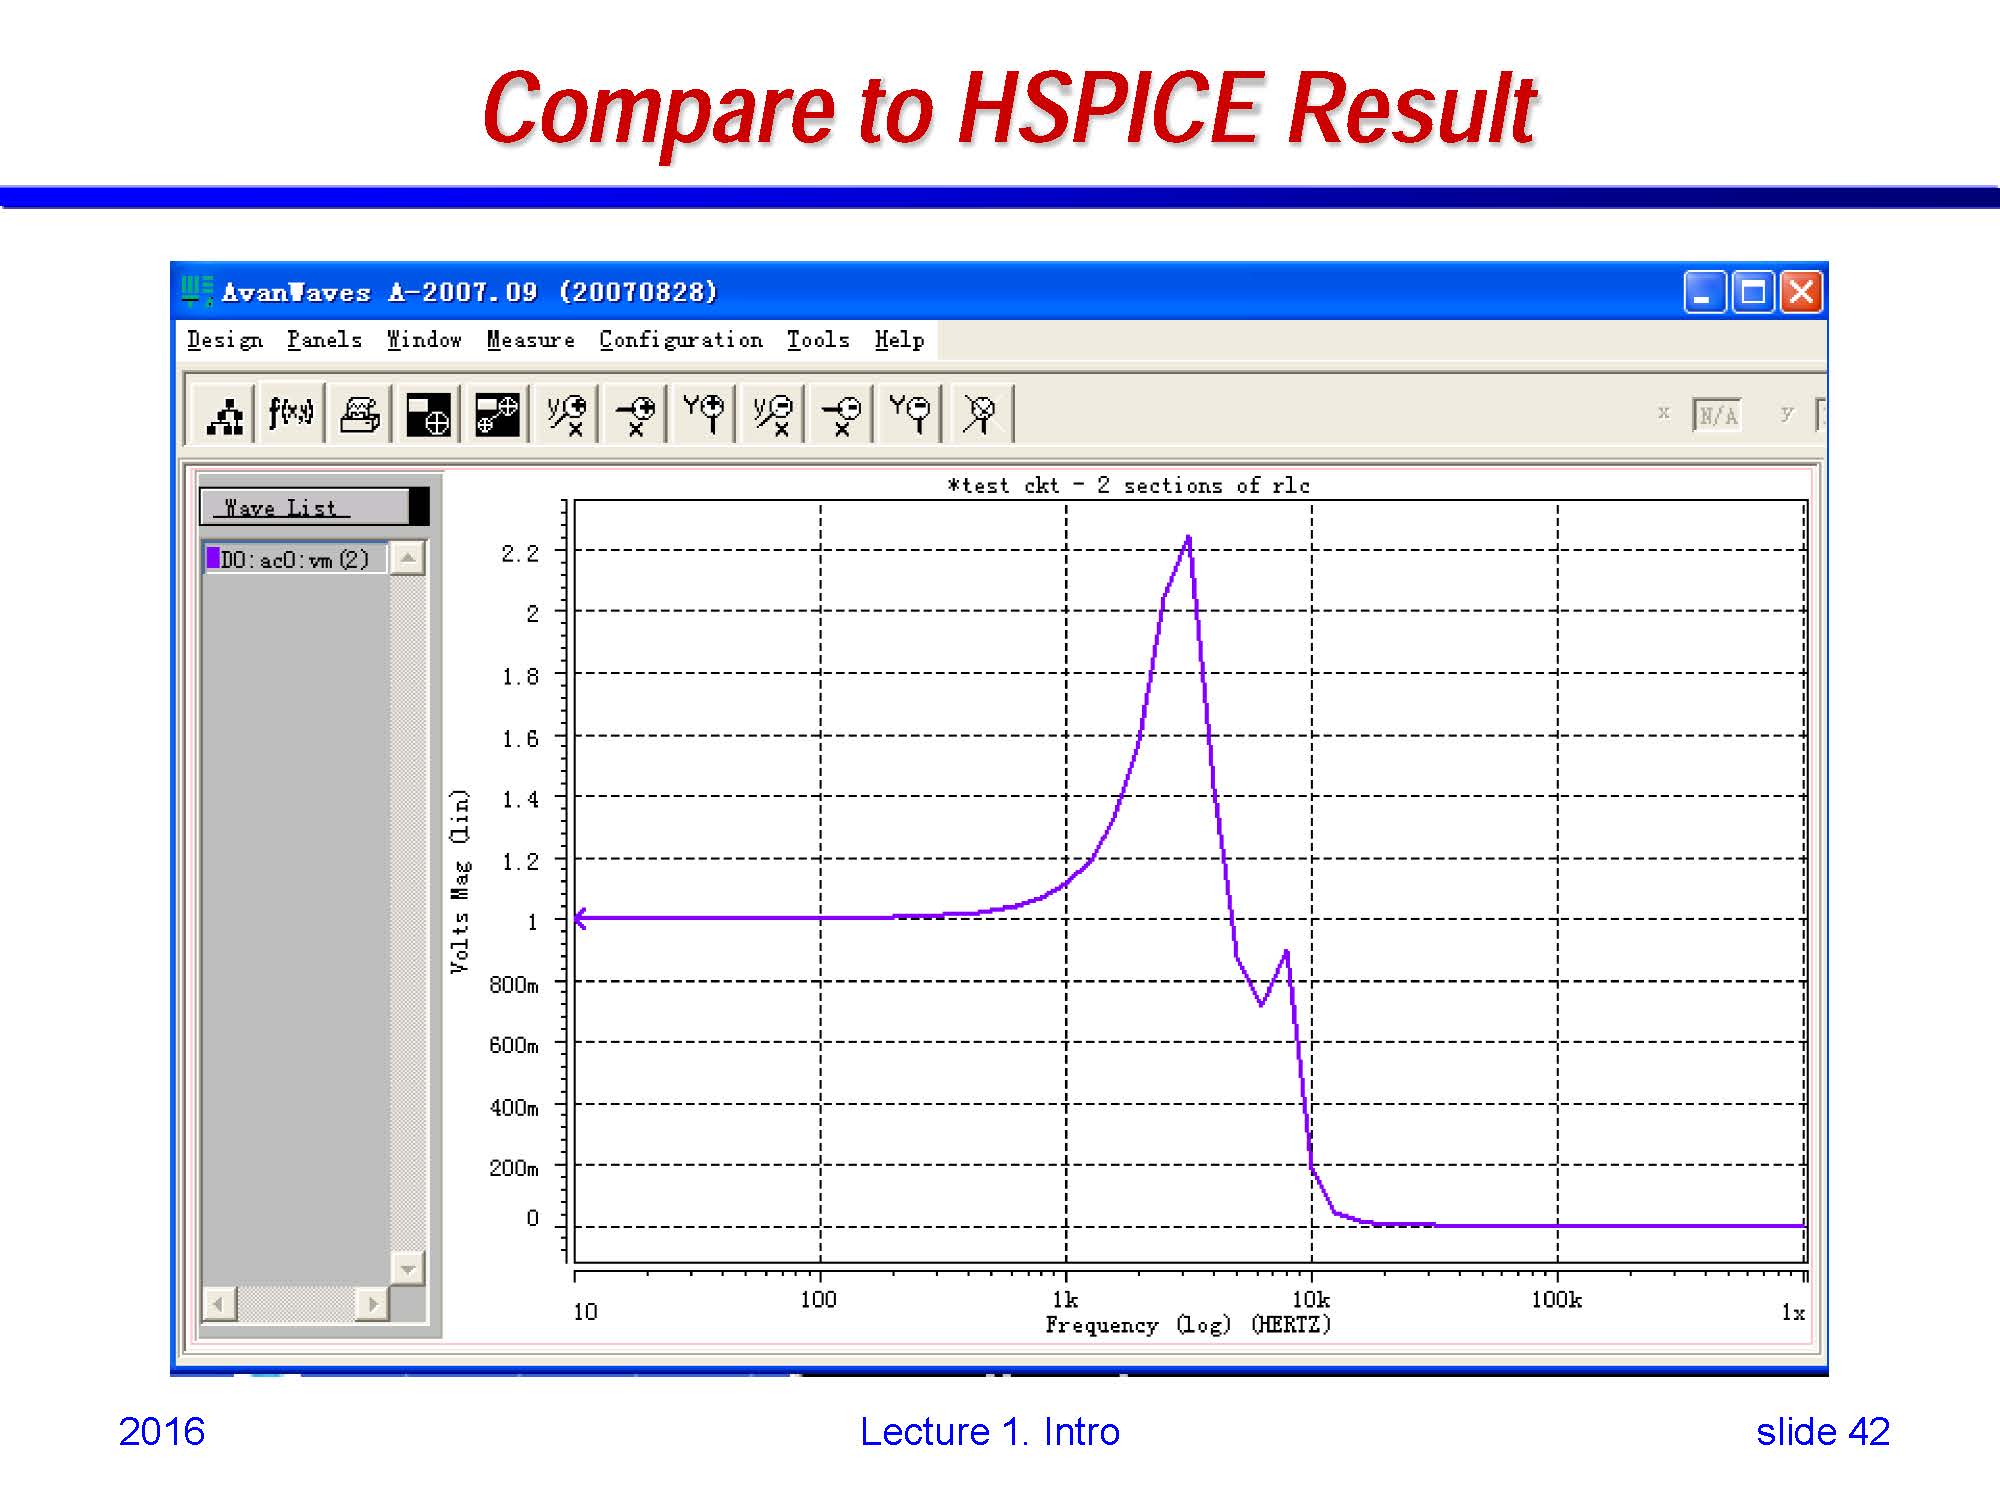 Compare to HSPICE Result
AvanWaves A-2007.09 (20070828)
Design Panels Window Measure Configuration Tools Help
f(x,y)
y x x Y y x x Y
x N/A y
Wave List
D0:ac0:vm(2)
*test ckt - 2 sections of rlc
2.2
2
1.8
1.6
1.4
1.2
1
800m
600m
400m
200m
0
Volts Mag (lin)
10 100 1k 10k 100k 1x
Frequency (log) (HERTZ)
2016 Lecture 1. Intro slide 42